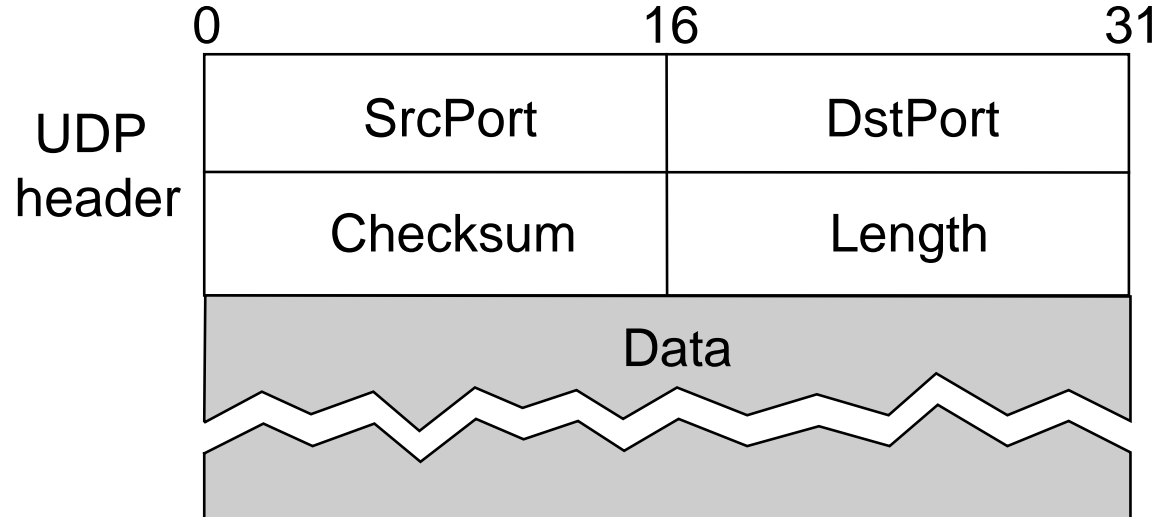 0 16 31
UDP
header
SrcPort DstPort
Checksum Length
Data